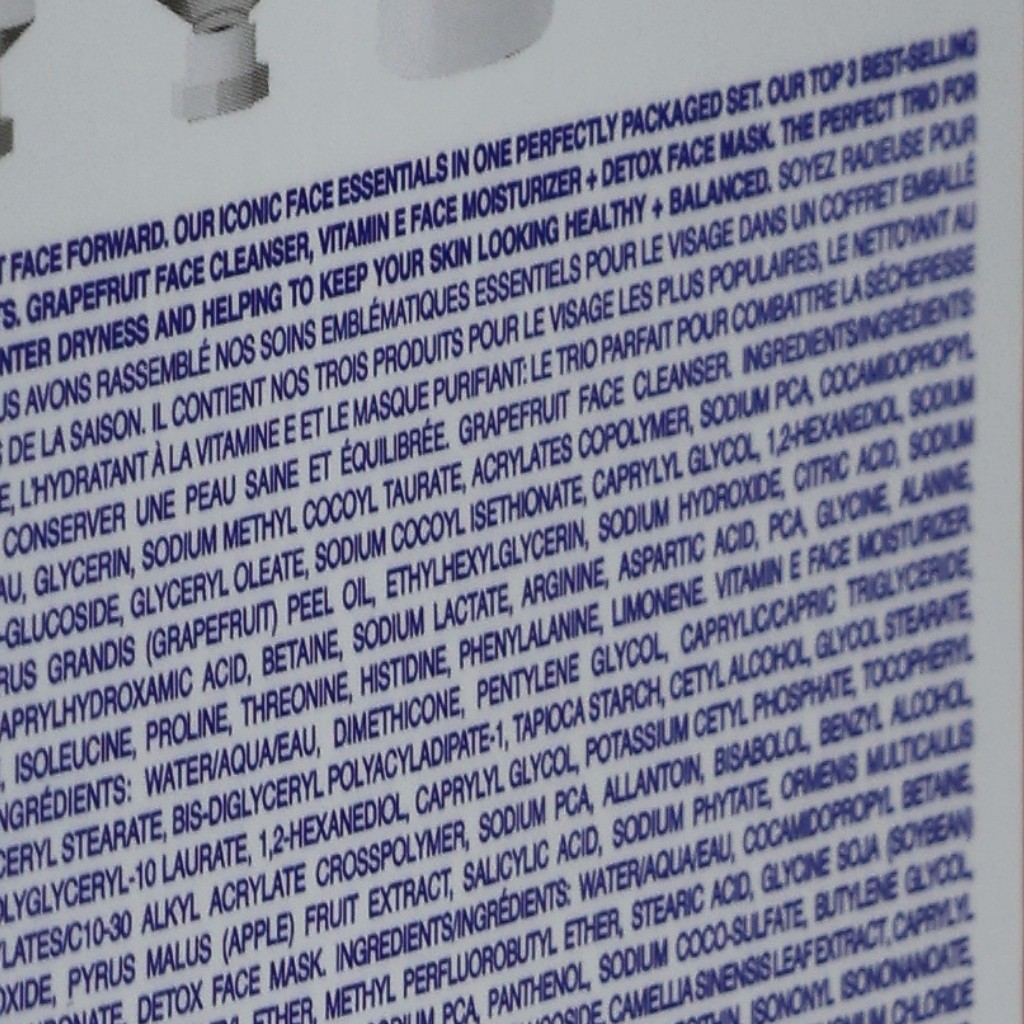 T FACE FORWARD. OUR ICONIC FACE ESSENTIALS IN ONE PERFECTLY PACKAGED SET. OUR TOP 3 BEST-SELLING
TS. GRAPEFRUIT FACE CLEANSER, VITAMIN E FACE MOISTURIZER + DETOX FACE MASK. THE PERFECT TRIO FOR
NTER DRYNESS AND HELPING TO KEEP YOUR SKIN LOOKING HEALTHY + BALANCED. SOYEZ RADIEUSE POUR
US AVONS RASSEMBLÉ NOS SOINS EMBLÉMATIQUES ESSENTIELS POUR LE VISAGE DANS UN COFFRET EMBALLÉ
S DE LA SAISON. IL CONTIENT NOS TROIS PRODUITS POUR LE VISAGE LES PLUS POPULAIRES, LE NETTOYANT AU
E, L'HYDRATANT À LA VITAMINE E ET LE MASQUE PURIFIANT: LE TRIO PARFAIT POUR COMBATTRE LA SÉCHERESSE
CONSERVER UNE PEAU SAINE ET ÉQUILIBRÉE. GRAPEFRUIT FACE CLEANSER. INGREDIENTS/INGRÉDIENTS:
AU, GLYCERIN, SODIUM METHYL COCOYL TAURATE, ACRYLATES COPOLYMER, SODIUM PCA, COCAMIDOPROPYL
-GLUCOSIDE, GLYCERYL OLEATE, SODIUM COCOYL ISETHIONATE, CAPRYLYL GLYCOL, 1,2-HEXANEDIOL, SODIUM
RUS GRANDIS (GRAPEFRUIT) PEEL OIL, ETHYLHEXYLGLYCERIN, SODIUM HYDROXIDE, CITRIC ACID, SODIUM
APRYLHYDROXAMIC ACID, BETAINE, SODIUM LACTATE, ARGININE, ASPARTIC ACID, PCA, GLYCINE, ALANINE,
, ISOLEUCINE, PROLINE, THREONINE, HISTIDINE, PHENYLALANINE, LIMONENE. VITAMIN E FACE MOISTURIZER.
NGRÉDIENTS: WATER/AQUA/EAU, DIMETHICONE, PENTYLENE GLYCOL, CAPRYLIC/CAPRIC TRIGLYCERIDE,
CERYL STEARATE, BIS-DIGLYCERYL POLYACYLADIPATE-1, TAPIOCA STARCH, CETYL ALCOHOL, GLYCOL STEARATE,
OLYGLYCERYL-10 LAURATE, 1,2-HEXANEDIOL, CAPRYLYL GLYCOL, POTASSIUM CETYL PHOSPHATE, TOCOPHERYL
YLATES/C10-30 ALKYL ACRYLATE CROSSPOLYMER, SODIUM PCA, ALLANTOIN, BISABOLOL, BENZYL ALCOHOL,
OXIDE, PYRUS MALUS (APPLE) FRUIT EXTRACT, SALICYLIC ACID, SODIUM PHYTATE, ORMENIS MULTICAULIS
ONATE, DETOX FACE MASK. INGREDIENTS/INGRÉDIENTS: WATER/AQUA/EAU, COCAMIDOPROPYL BETAINE,
ETHER, METHYL PERFLUOROBUTYL ETHER, STEARIC ACID, GLYCINE SOJA (SOYBEAN)
PCA, PANTHENOL, SODIUM COCO-SULFATE, BUTYLENE GLYCOL,
CAMELLIA SINENSIS LEAF EXTRACT, CAPRYLYL
ISONONYL ISONONANOATE,
CHLORIDE